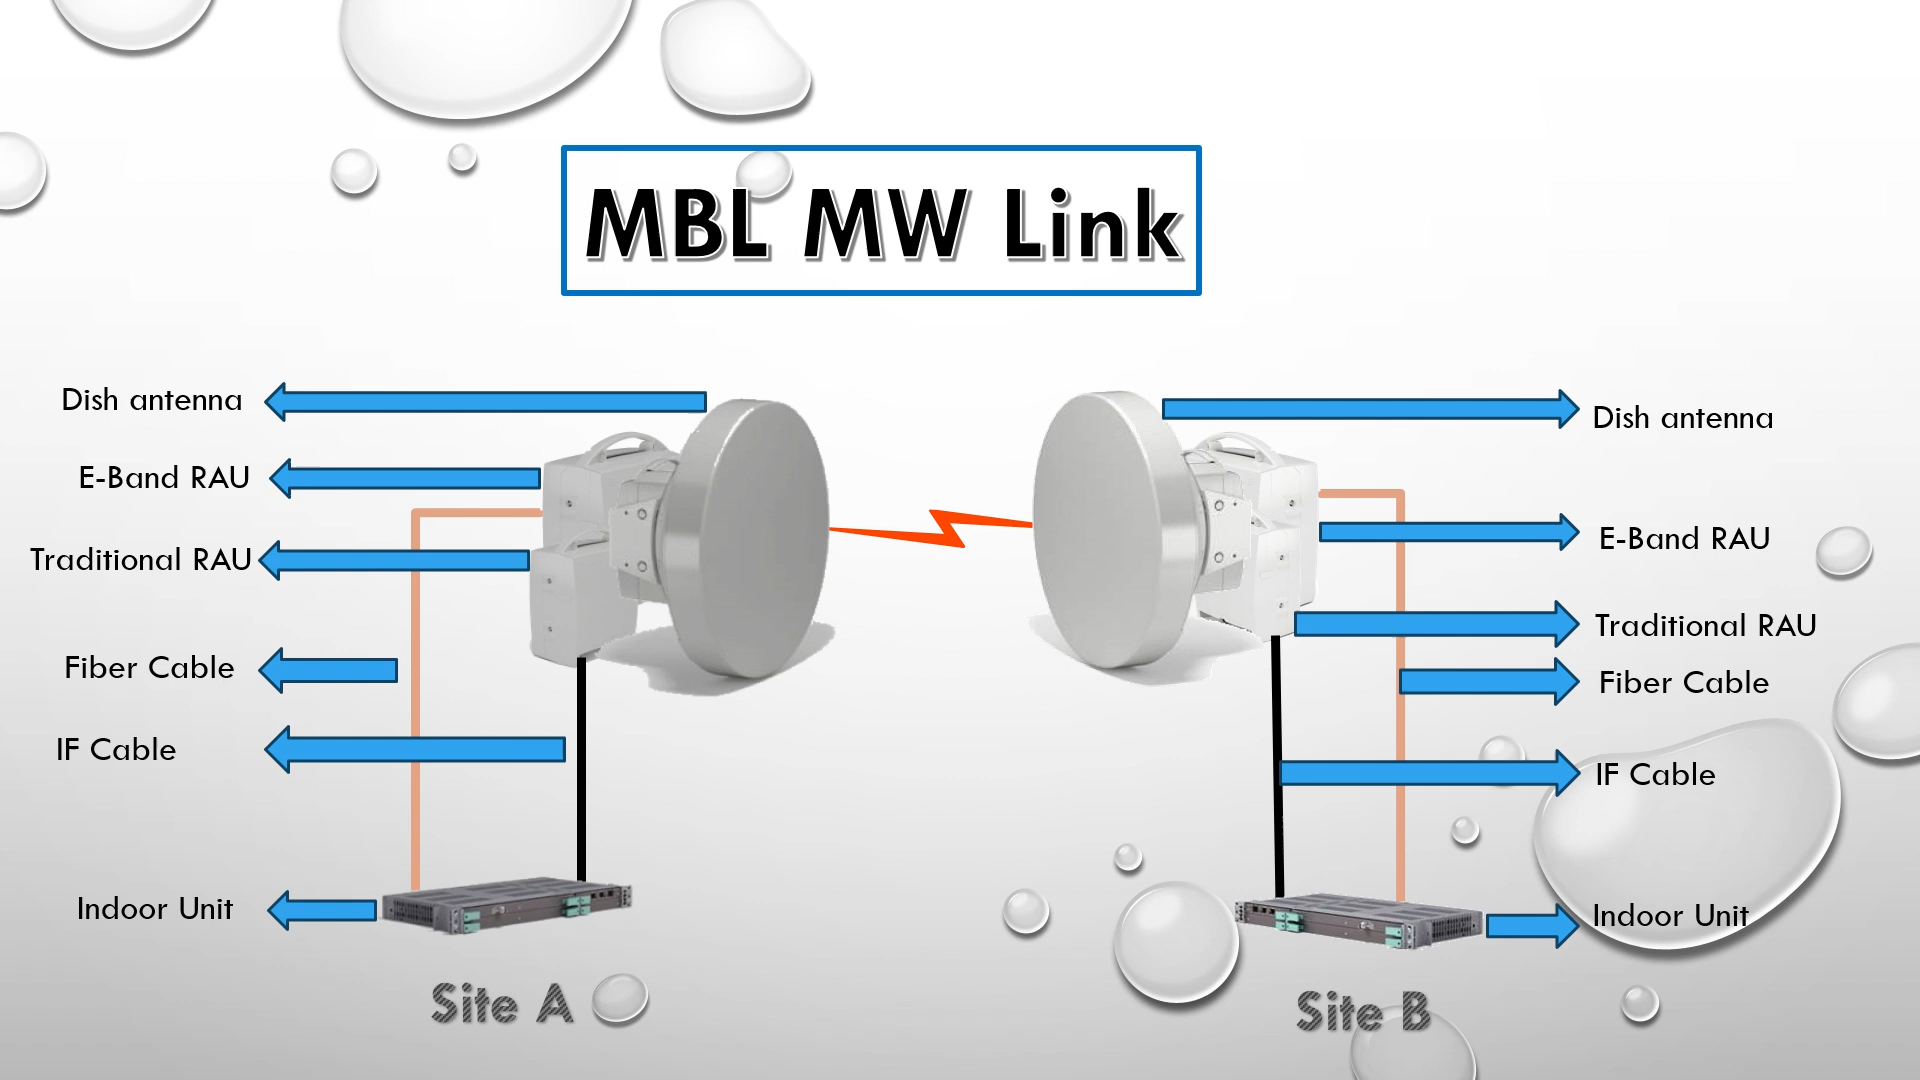 MBL MW Link
Dish antenna
E-Band RAU
Traditional RAU
Fiber Cable
IF Cable
Indoor Unit
Site A
Dish antenna
E-Band RAU
Traditional RAU
Fiber Cable
IF Cable
Indoor Unit
Site B